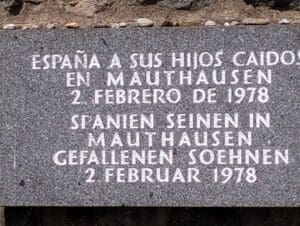 ESPAÑA A SUS HIJOS CAIDOS
EN MAUTHAUSEN
2 FEBRERO DE 1978
SPANIEN SEINEN IN
MAUTHAUSEN
GEFALLENEN SOEHNEN
2 FEBRUAR 1978